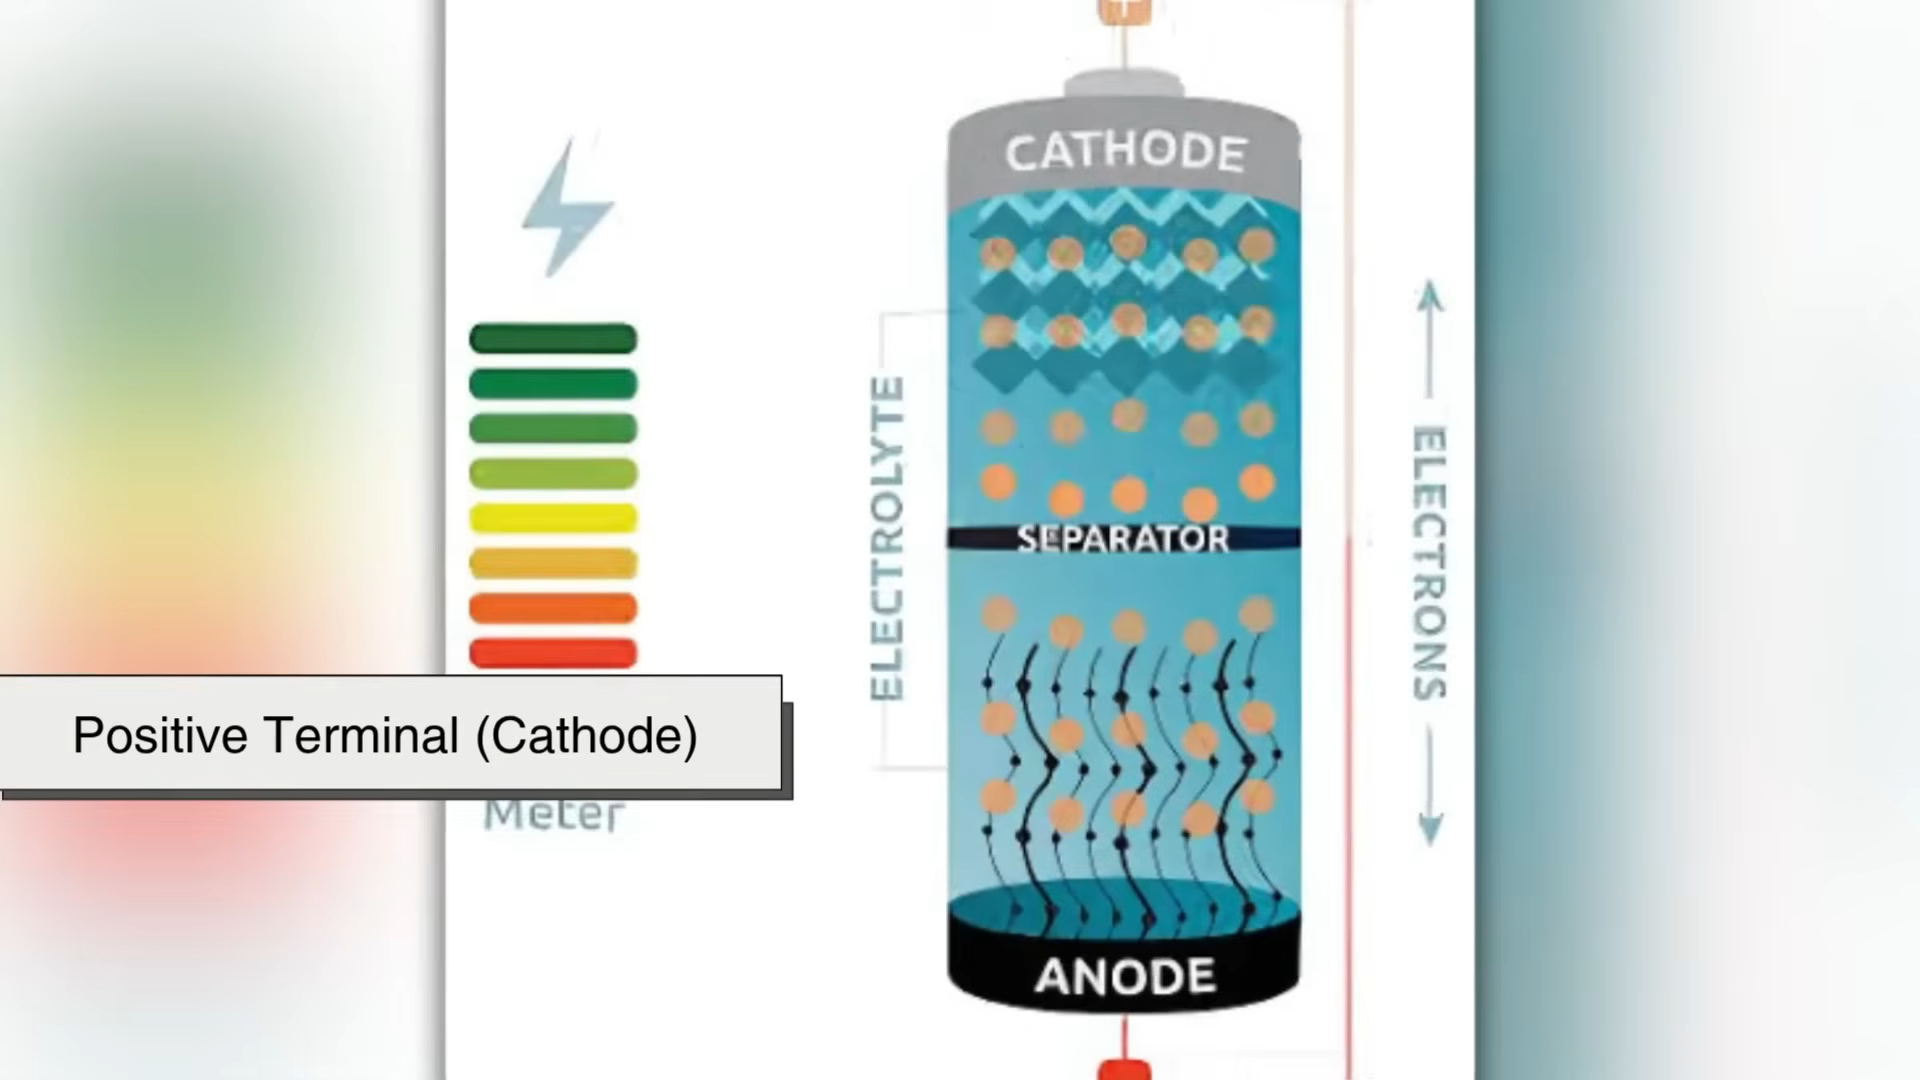 +
CATHODE
ELECTROLYTE
SEPARATOR
ELECTRONS
Positive Terminal (Cathode)
Meter
ANODE